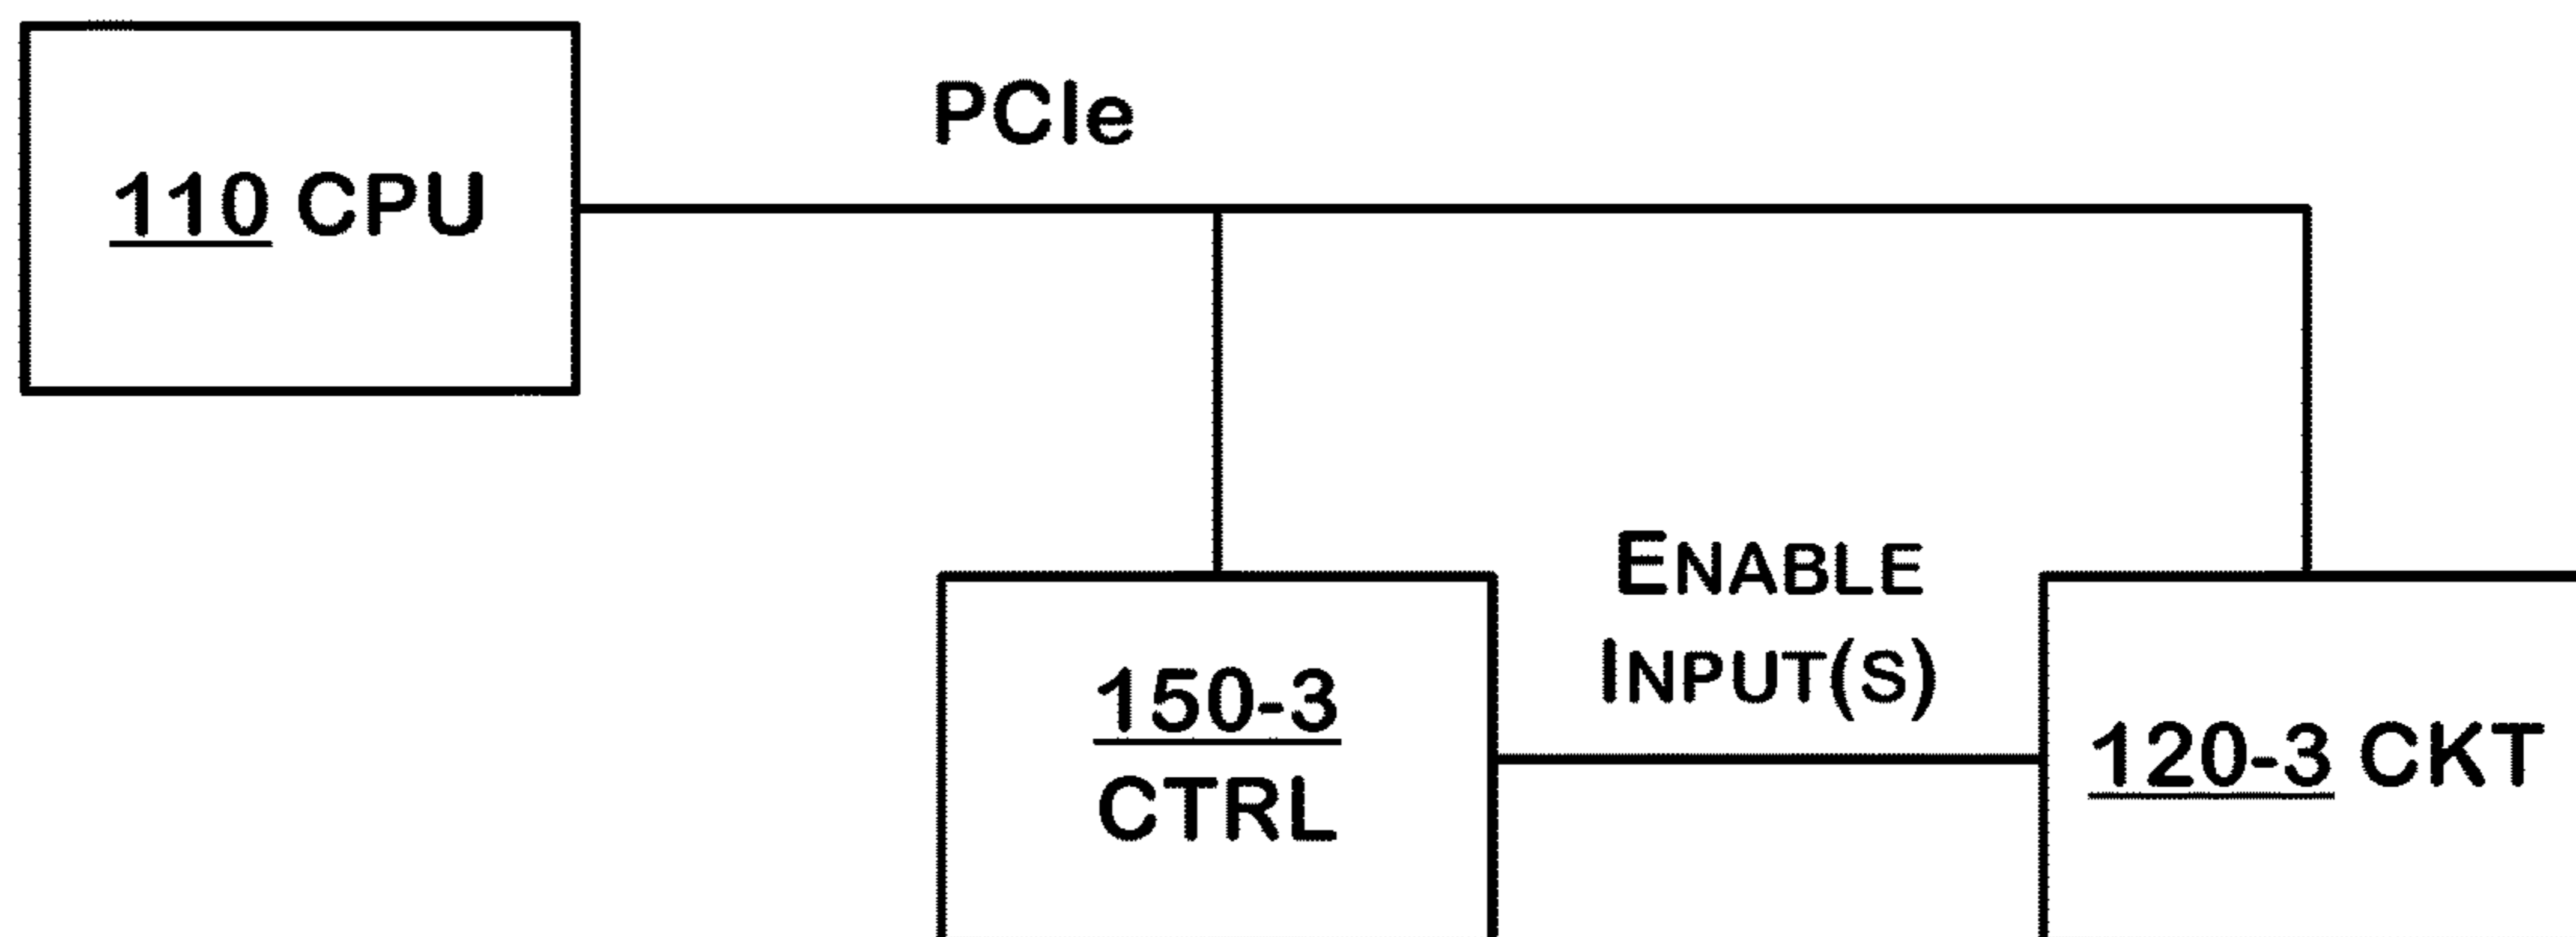 PCIe
110 CPU
ENABLE
INPUT(S)
150-3
CTRL
120-3 CKT